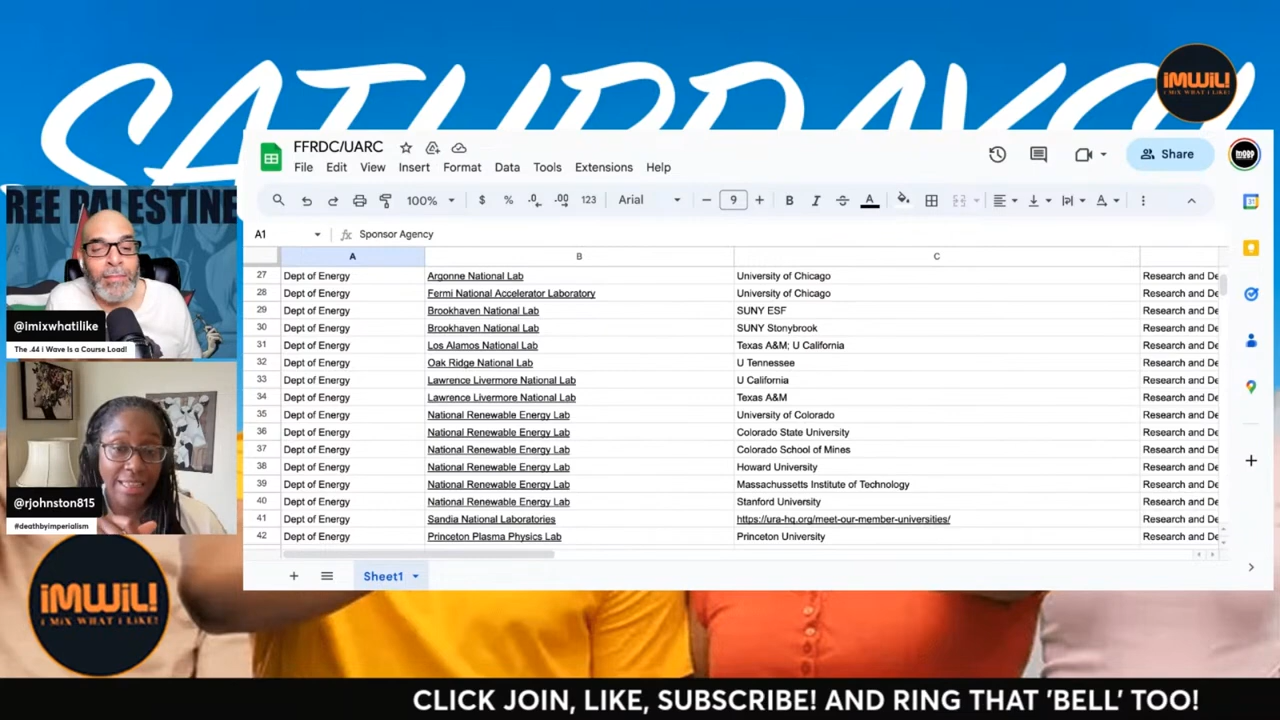 SATURDAYS!
iMWiL!
I MiX WHAT I LiKE!
FFRDC/UARC
File Edit View Insert Format Data Tools Extensions Help
Share
100% $ % .0 .00 123 Arial 9 B I S A
A1 fx Sponsor Agency
A B C
27 Dept of Energy Argonne National Lab University of Chicago Research and De
28 Dept of Energy Fermi National Accelerator Laboratory University of Chicago Research and De
29 Dept of Energy Brookhaven National Lab SUNY ESF Research and De
30 Dept of Energy Brookhaven National Lab SUNY Stonybrook Research and De
31 Dept of Energy Los Alamos National Lab Texas A&M; U California Research and De
32 Dept of Energy Oak Ridge National Lab U Tennessee Research and De
33 Dept of Energy Lawrence Livermore National Lab U California Research and De
34 Dept of Energy Lawrence Livermore National Lab Texas A&M Research and De
35 Dept of Energy National Renewable Energy Lab University of Colorado Research and De
36 Dept of Energy National Renewable Energy Lab Colorado State University Research and De
37 Dept of Energy National Renewable Energy Lab Colorado School of Mines Research and De
38 Dept of Energy National Renewable Energy Lab Howard University Research and De
39 Dept of Energy National Renewable Energy Lab Massachussetts Institute of Technology Research and De
40 Dept of Energy National Renewable Energy Lab Stanford University Research and De
41 Dept of Energy Sandia National Laboratories https://ura-hq.org/meet-our-member-universities/ Research and De
42 Dept of Energy Princeton Plasma Physics Lab Princeton University Research and De
Sheet1
REE PALESTINE
@imixwhatilike
The .44 i Wave Is a Course Load!
@rjohnston815
#deathbyimperialism
iMWiL!
I MiX WHAT I LiKE!
CLICK JOIN, LIKE, SUBSCRIBE! AND RING THAT 'BELL' TOO!